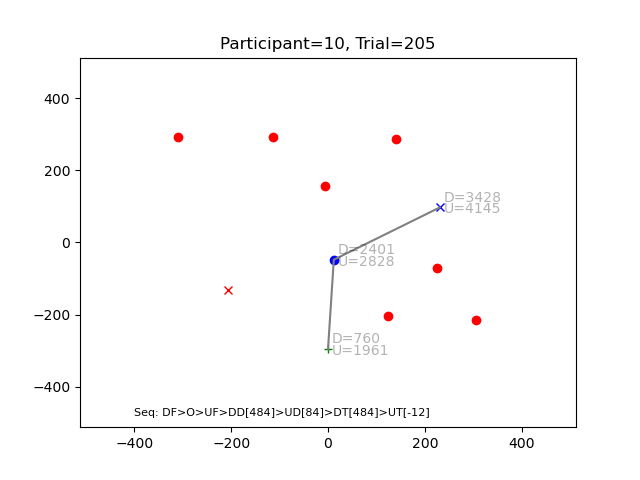 Participant=10, Trial=205
400
200
0
−200
−400
D=3428
U=4145
D=2401
U=2828
D=760
U=1961
Seq: DF>O>UF>DD[484]>UD[84]>DT[484]>UT[-12]
−400
−200
0
200
400